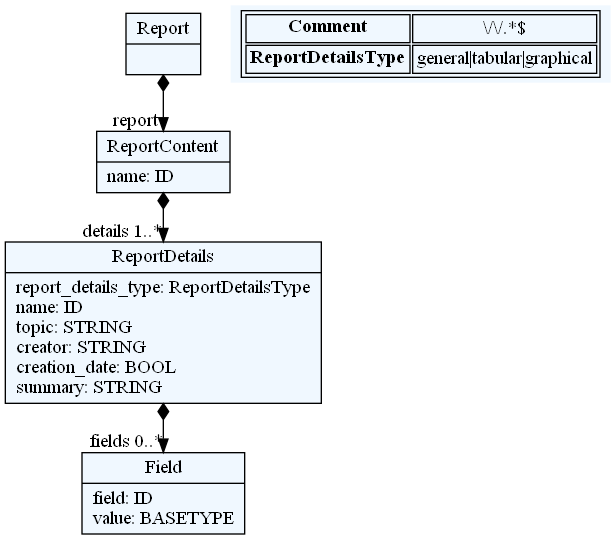 Report
Comment
\/\/.*$
ReportDetailsType
general|tabular|graphical
report
ReportContent
name: ID
details 1..*
ReportDetails
report_details_type: ReportDetailsType
name: ID
topic: STRING
creator: STRING
creation_date: BOOL
summary: STRING
fields 0..*
Field
field: ID
value: BASETYPE